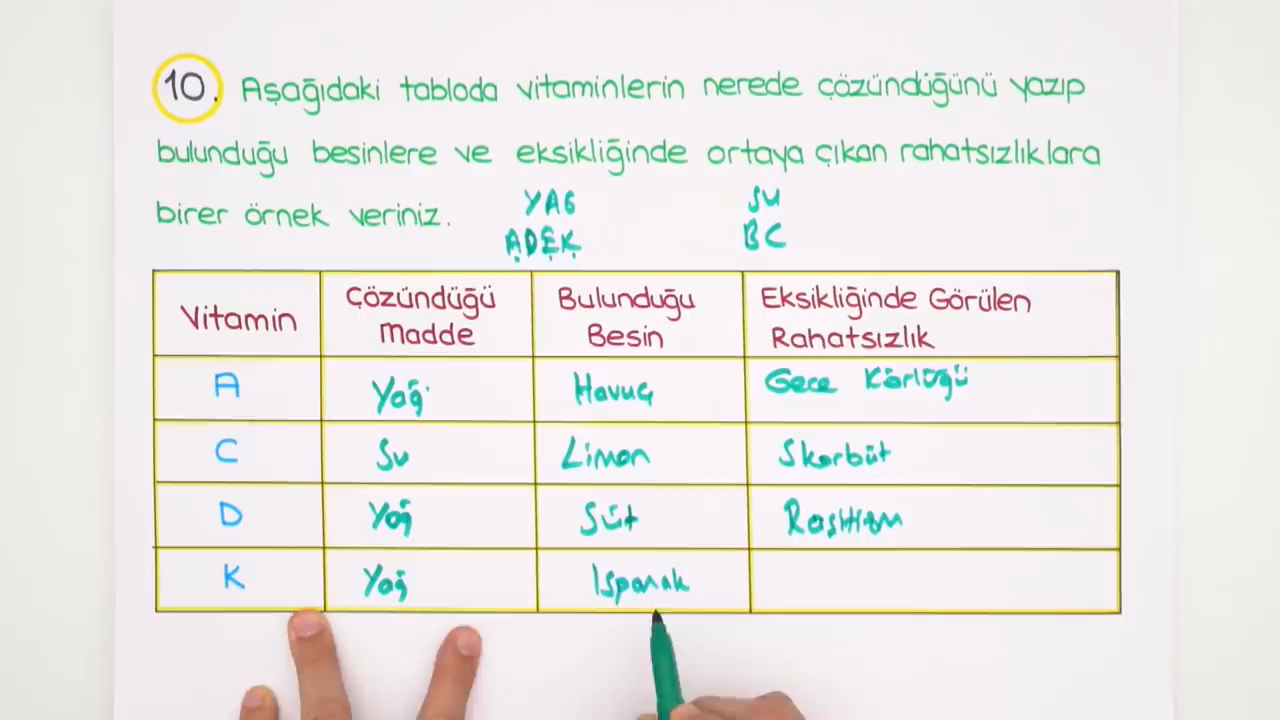 10. Aşağıdaki tabloda vitaminlerin nerede çözündüğünü yazıp
bulunduğu besinlere ve eksikliğinde ortaya çıkan rahatsızlıklara
birer örnek veriniz.
YAG SU
ADEK BC
Vitamin Çözündüğü Madde Bulunduğu Besin Eksikliğinde Görülen Rahatsızlık
A Yağ Havuç Gece Körlüğü
C Su Limon Skorbüt
D Yağ Süt Raşitizm
K Yağ Ispanak